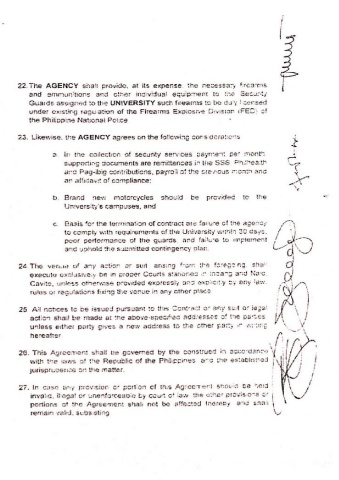 22. The AGENCY shall provide, at its expense, the necessary firearms
and ammunitions and other individual equipment to the Security
Guards assigned to the UNIVERSITY such firearms to be duly licensed
under existing regulation of the Firearms Explosive Division (FED) of
the Philippine National Police
23. Likewise, the AGENCY agrees on the following considerations
a. In the collection of security services payment per month,
supporting documents are remittances in the SSS, Philhealth
and Pag-ibig contributions, payroll of the previous month and
an affidavit of compliance;
b. Brand new motorcycles should be provided to the
University's campuses, and
c. Basis for the termination of contract are failure of the agency
to comply with requirements of the University within 30 days,
poor performance of the guards, and failure to implement
and uphold the submitted contingency plan.
24. The venue of any action or suit arising from the foregoing shall
execute exclusively be in proper Courts stationed in Indang and Naic,
Cavite, unless otherwise provided expressly and explicitly by any law,
rules or regulations fixing the venue in any other place
25. All notices to be issued pursuant to this Contract or any suit or legal
action shall be made at the above-specified addresses of the parties
unless either party gives a new address to the other party in writing
hereafter
26. This Agreement shall be governed by the construed in accordance
with the laws of the Republic of the Philippines and the established
jurisprudence on the matter.
27. In case any provision or portion of this Agreement should be held
invalid, illegal or unenforceable by court of law, the other provisions or
portions of the Agreement shall not be affected thereby and shall
remain valid, subsisting